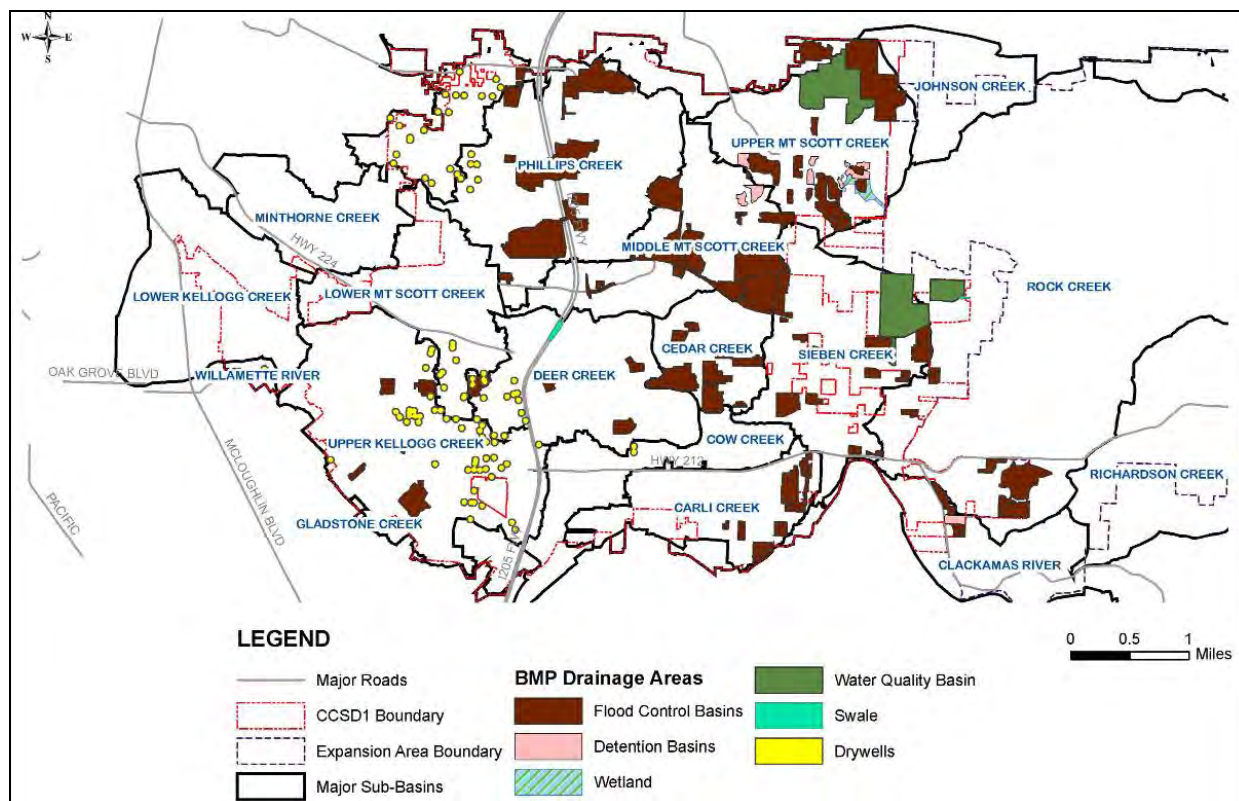 N
W E
S
JOHNSON CREEK
UPPER MT SCOTT CREEK
PHILLIPS CREEK
MINTHORNE CREEK
HWY 224
MIDDLE MT SCOTT CREEK
LOWER KELLOGG CREEK
LOWER MT SCOTT CREEK
ROCK CREEK
CEDAR CREEK
SIEBEN CREEK
OAK GROVE BLVD
WILLAMETTE RIVER
DEER CREEK
UPPER KELLOGG CREEK
COW CREEK
HWY 212
MCLOUGHLIN BLVD
PACIFIC
RICHARDSON CREEK
GLADSTONE CREEK
CARLI CREEK
I205 FWY
CLACKAMAS RIVER
LEGEND
Major Roads
CCSD1 Boundary
Expansion Area Boundary
Major Sub-Basins
BMP Drainage Areas
Flood Control Basins
Detention Basins
Wetland
Water Quality Basin
Swale
Drywells
0 0.5 1
Miles